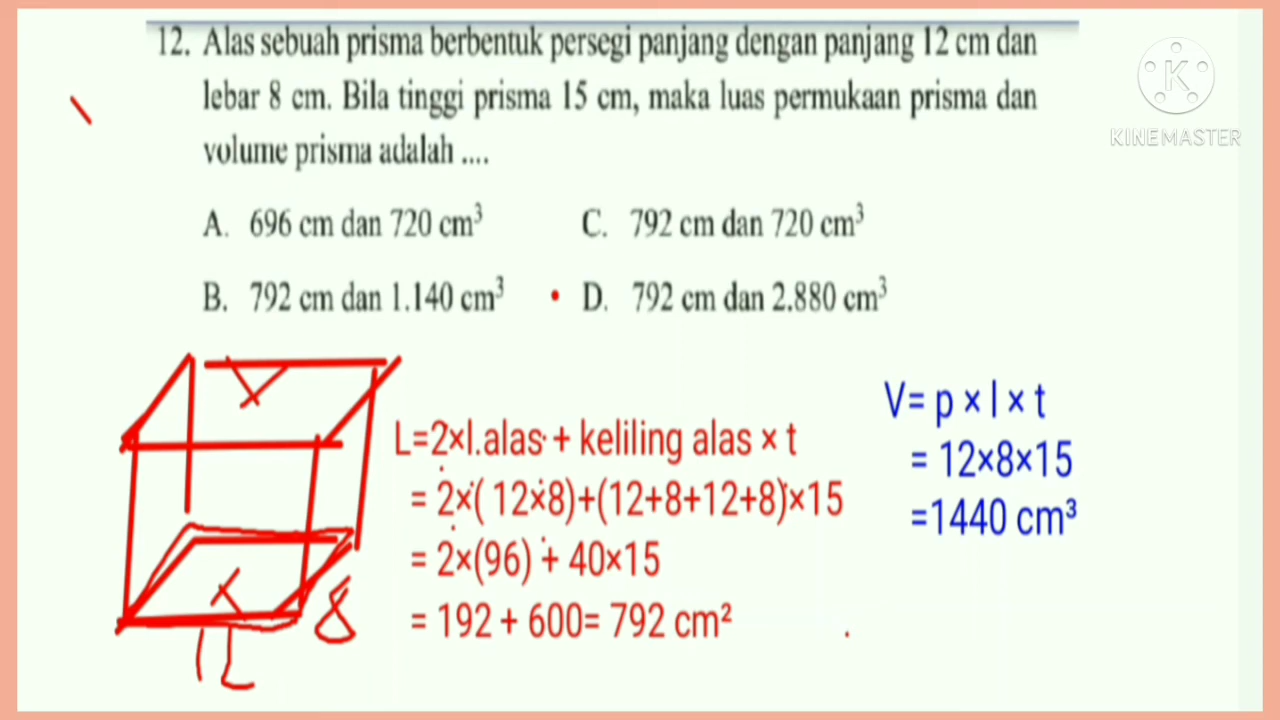 12. Alas sebuah prisma berbentuk persegi panjang dengan panjang 12 cm dan
lebar 8 cm. Bila tinggi prisma 15 cm, maka luas permukaan prisma dan
volume prisma adalah ....
A. 696 cm dan 720 cm³
C. 792 cm dan 720 cm³
B. 792 cm dan 1.140 cm³
D. 792 cm dan 2.880 cm³
KINEMASTER
L=2×l.alas + keliling alas × t
= 2×( 12×8)+(12+8+12+8)×15
= 2×(96) + 40×15
= 192 + 600= 792 cm²
V= p × l × t
= 12×8×15
=1440 cm³
8
12